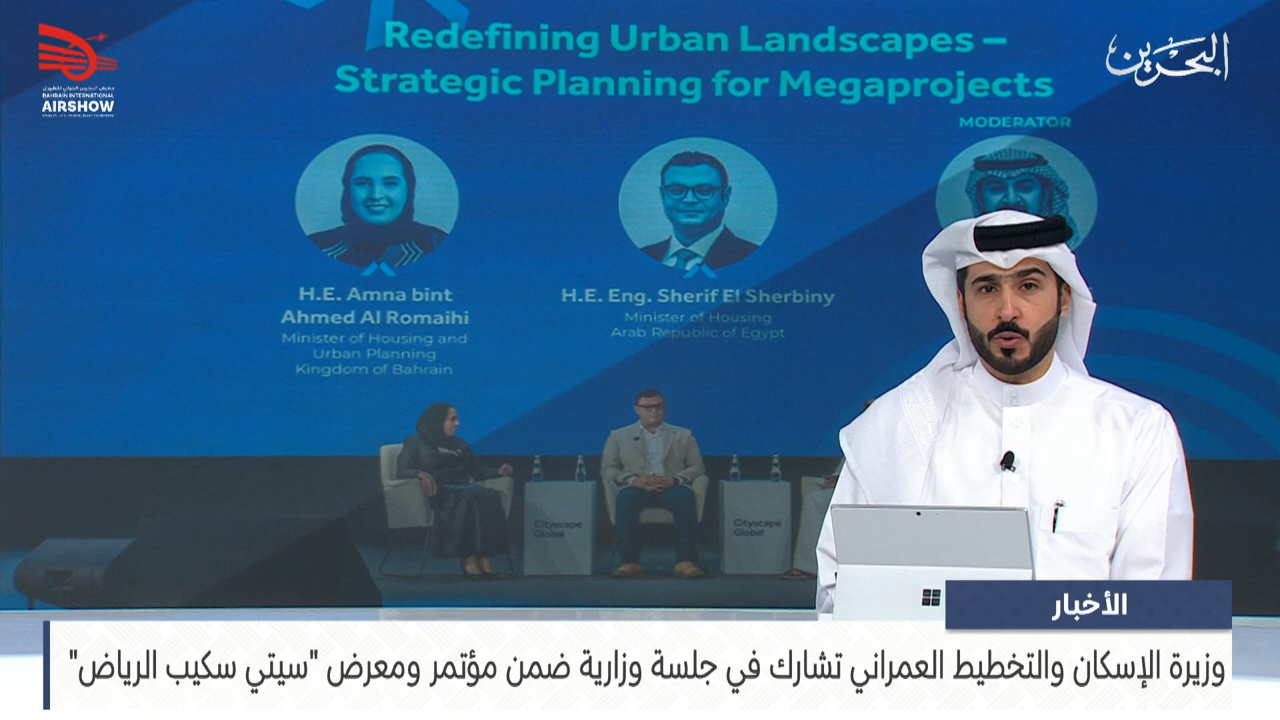 Redefining Urban Landscapes –
Strategic Planning for Megaprojects
البحرين
BAHRAIN INTERNATIONAL
AIRSHOW
MODERATOR
H.E. Amna bint
Ahmed Al Romaihi
Minister of Housing and
Urban Planning
Kingdom of Bahrain
H.E. Eng. Sherif El Sherbiny
Minister of Housing
Arab Republic of Egypt
Cityscape
Global
Cityscape
Global
الأخبار
وزيرة الإسكان والتخطيط العمراني تشارك في جلسة وزارية ضمن مؤتمر ومعرض "سيتي سكيب الرياض"